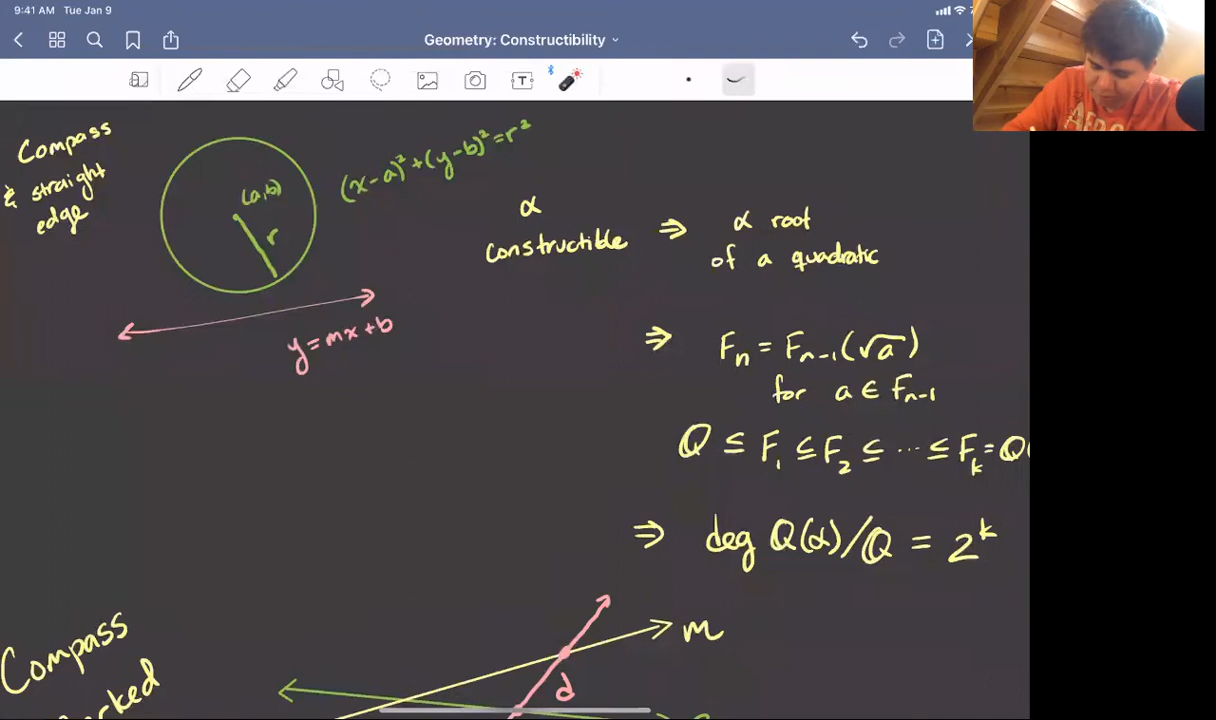 9:41 AM Tue Jan 9
Geometry: Constructibility
T
Compass
& straight
edge
(a,b)
r
(x-a)²+(y-b)²=r²
y=mx+b
α
constructible ⇒ α root
of a quadratic
⇒ Fₙ = Fₙ₋₁(√a)
for a ∈ Fₙ₋₁
Q ≤ F₁ ≤ F₂ ≤ ... ≤ Fₖ = Q(
⇒ deg Q(α)/Q = 2ᵏ
Compass
m
d